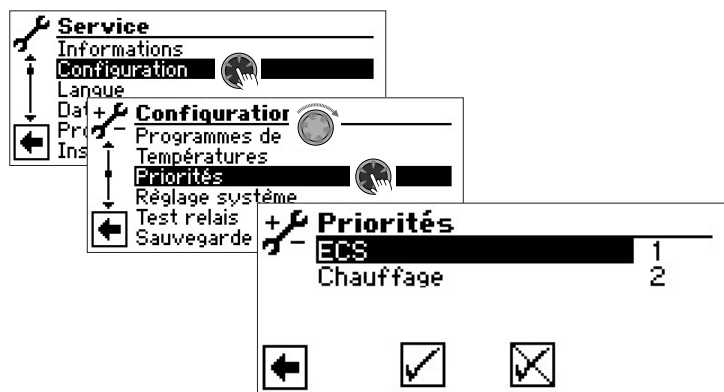 Service
Informations
Configuration
Langue
Configuration
Programmes de
Températures
Priorités
Réglage système
Test relais
Sauvegarde
Priorités
ECS 1
Chauffage 2